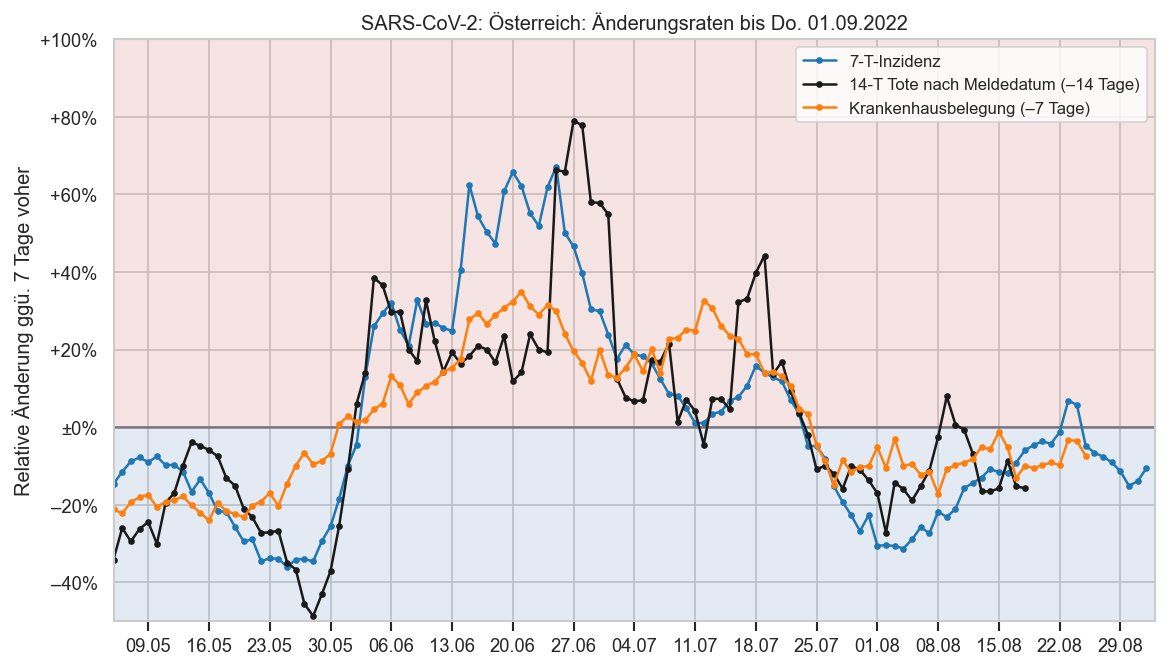 SARS-CoV-2: Österreich: Änderungsraten bis Do. 01.09.2022
+100%
+80%
+60%
+40%
+20%
±0%
–20%
–40%
Relative Änderung ggü. 7 Tage voher
7-T-Inzidenz
14-T Tote nach Meldedatum (–14 Tage)
Krankenhausbelegung (–7 Tage)
09.05 16.05 23.05 30.05 06.06 13.06 20.06 27.06 04.07 11.07 18.07 25.07 01.08 08.08 15.08 22.08 29.08